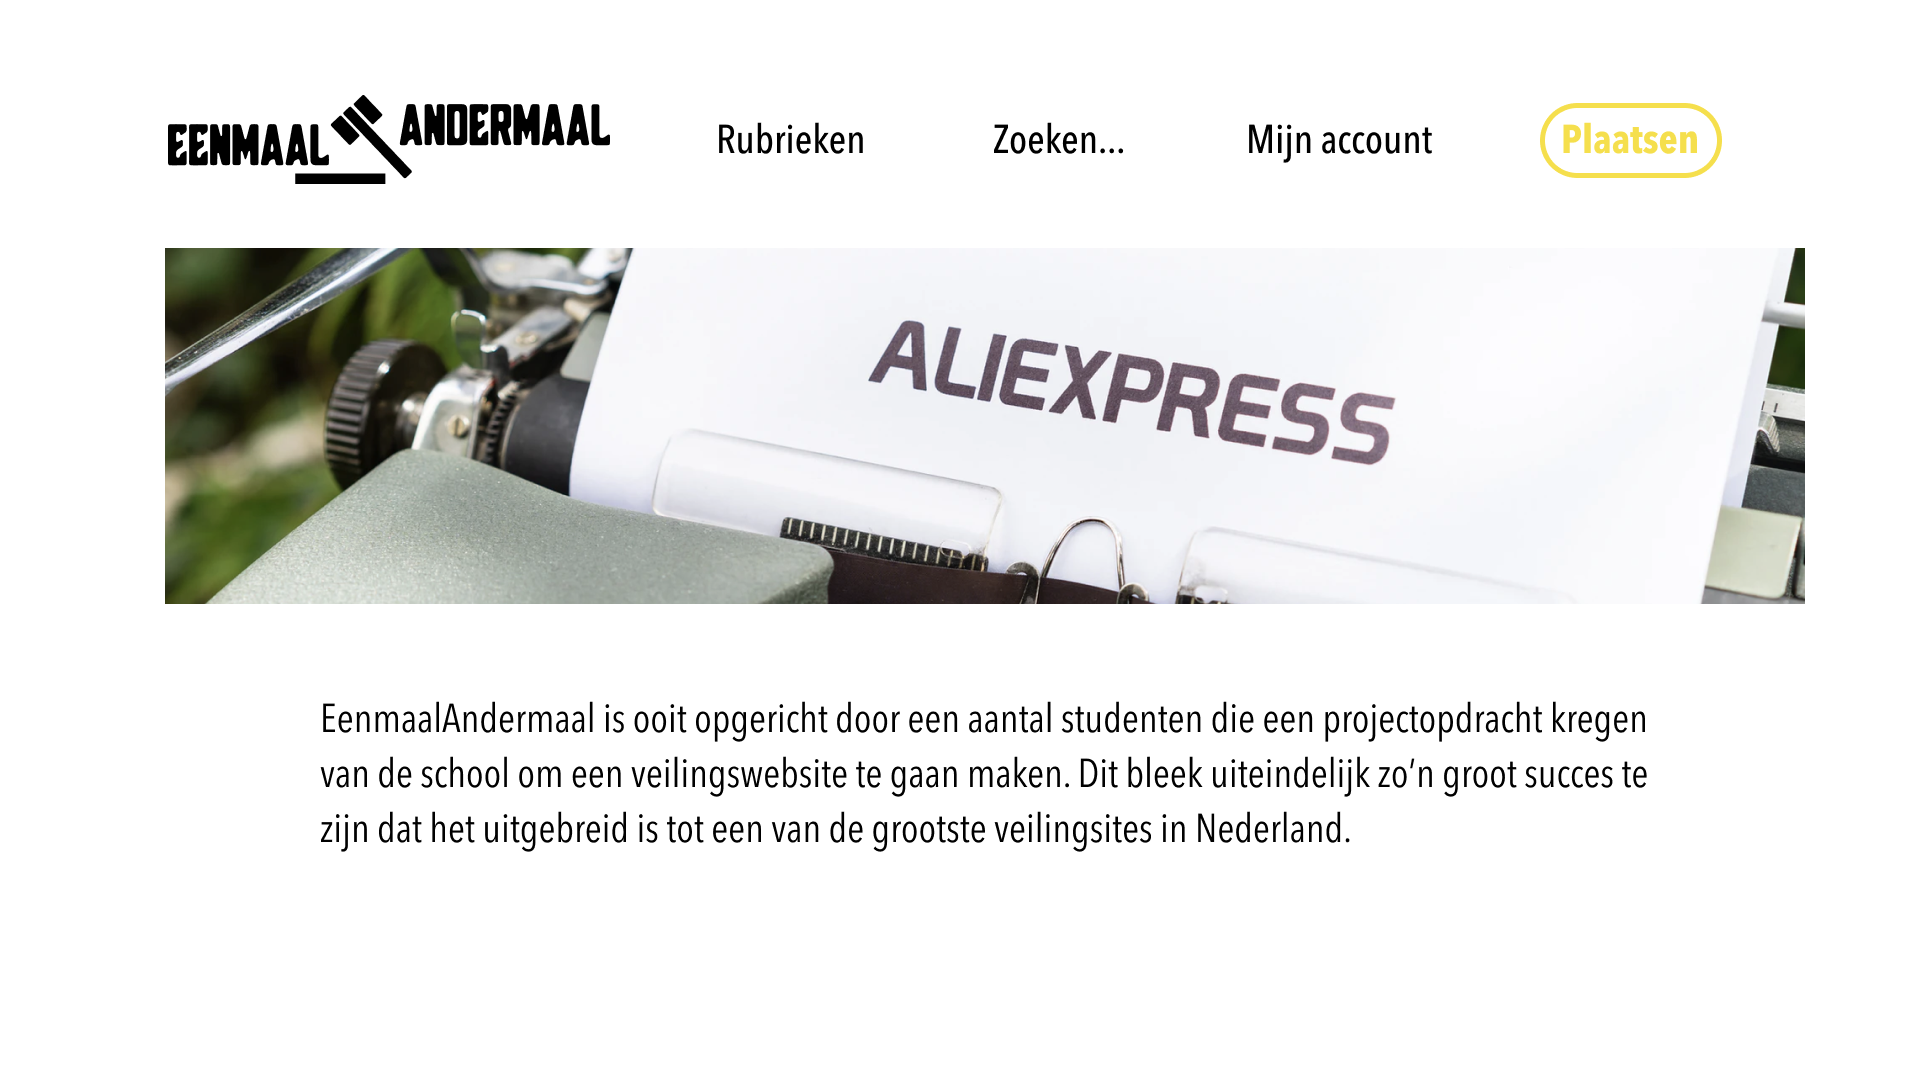 EENMAAL ANDERMAAL
Rubrieken
Zoeken...
Mijn account
Plaatsen
ALIEXPRESS
EenmaalAndermaal is ooit opgericht door een aantal studenten die een projectopdracht kregen
van de school om een veilingswebsite te gaan maken. Dit bleek uiteindelijk zo’n groot succes te
zijn dat het uitgebreid is tot een van de grootste veilingsites in Nederland.